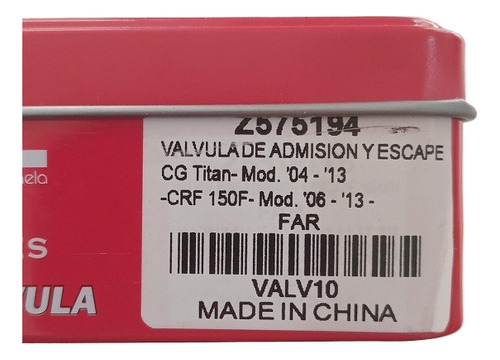 Z575194
VALVULA DE ADMISION Y ESCAPE
CG Titan- Mod. '04 - '13
-CRF 150F- Mod. '06 - '13 -
FAR
VALV10
MADE IN CHINA